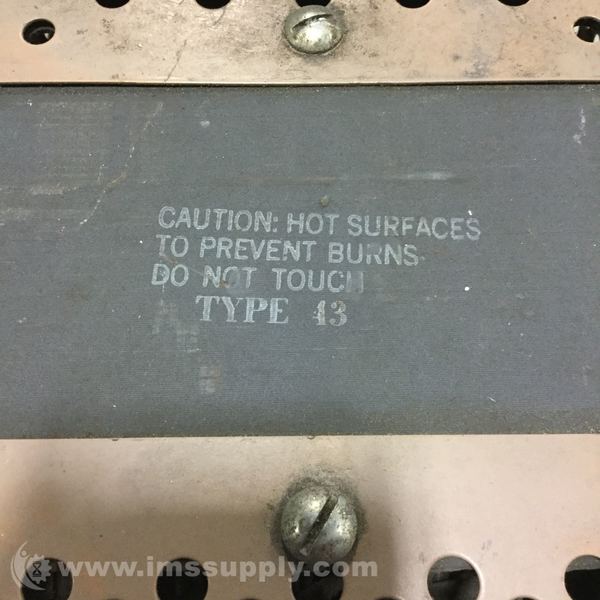 CAUTION: HOT SURFACES
TO PREVENT BURNS
DO NOT TOUCH
TYPE 43
www.imssupply.com